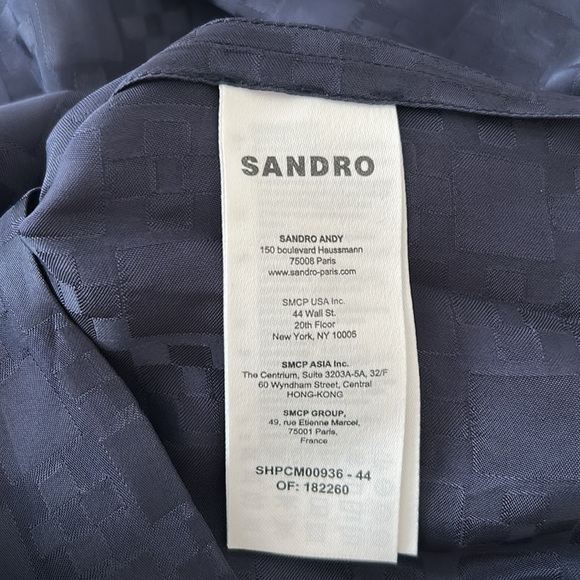 SANDRO
SANDRO ANDY
150 boulevard Haussmann
75008 Paris
www.sandro-paris.com
SMCP USA Inc.
44 Wall St.
20th Floor
New York, NY 10005
SMCP ASIA Inc.
The Centrium, Suite 3203A-5A, 32/F
60 Wyndham Street, Central
HONG-KONG
SMCP GROUP,
49, rue Etienne Marcel,
75001 Paris,
France
SHPCM00936 - 44
OF: 182260